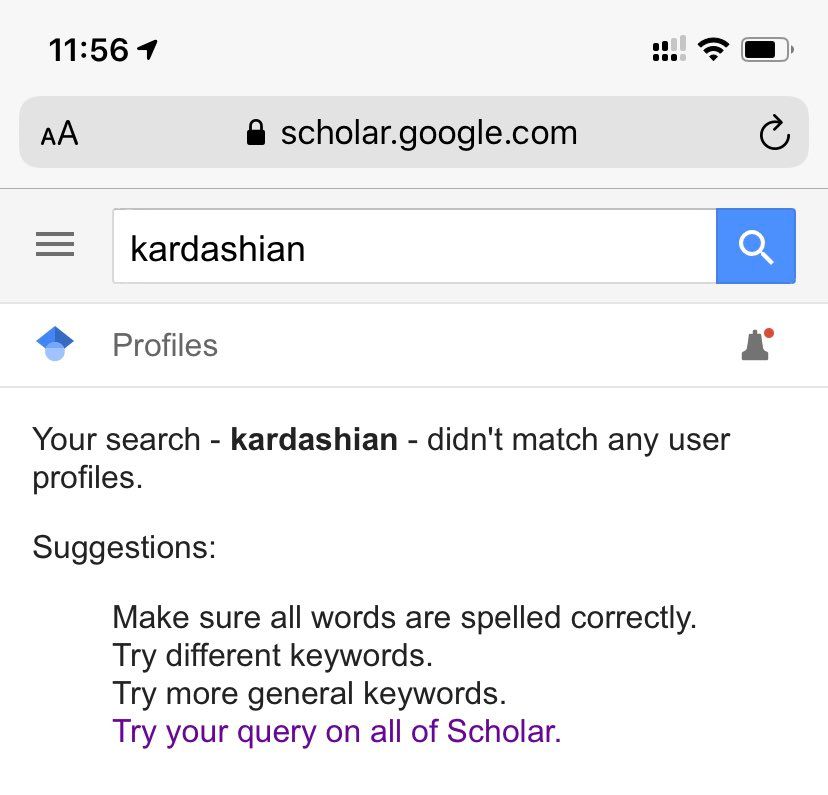 11:56
AA scholar.google.com
kardashian
Profiles
Your search - kardashian - didn't match any user
profiles.
Suggestions:
Make sure all words are spelled correctly.
Try different keywords.
Try more general keywords.
Try your query on all of Scholar.